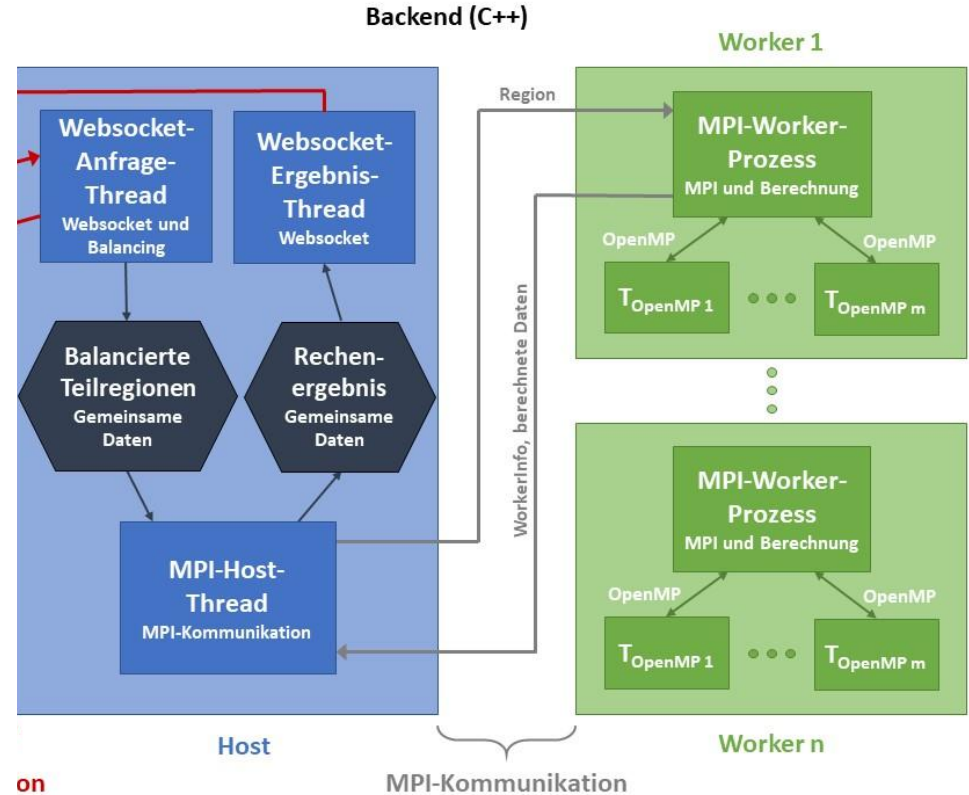 Backend (C++)
Websocket-
Anfrage-
Thread
Websocket und
Balancing
Websocket-
Ergebnis-
Thread
Websocket
Balancierte
Teilregionen
Gemeinsame
Daten
Rechen-
ergebnis
Gemeinsame
Daten
MPI-Host-
Thread
MPI-Kommunikation
Host
on
Region
WorkerInfo, berechnete Daten
MPI-Kommunikation
Worker 1
MPI-Worker-
Prozess
MPI und Berechnung
OpenMP
OpenMP
TOpenMP 1
TOpenMP m
MPI-Worker-
Prozess
MPI und Berechnung
OpenMP
OpenMP
TOpenMP 1
TOpenMP m
Worker n